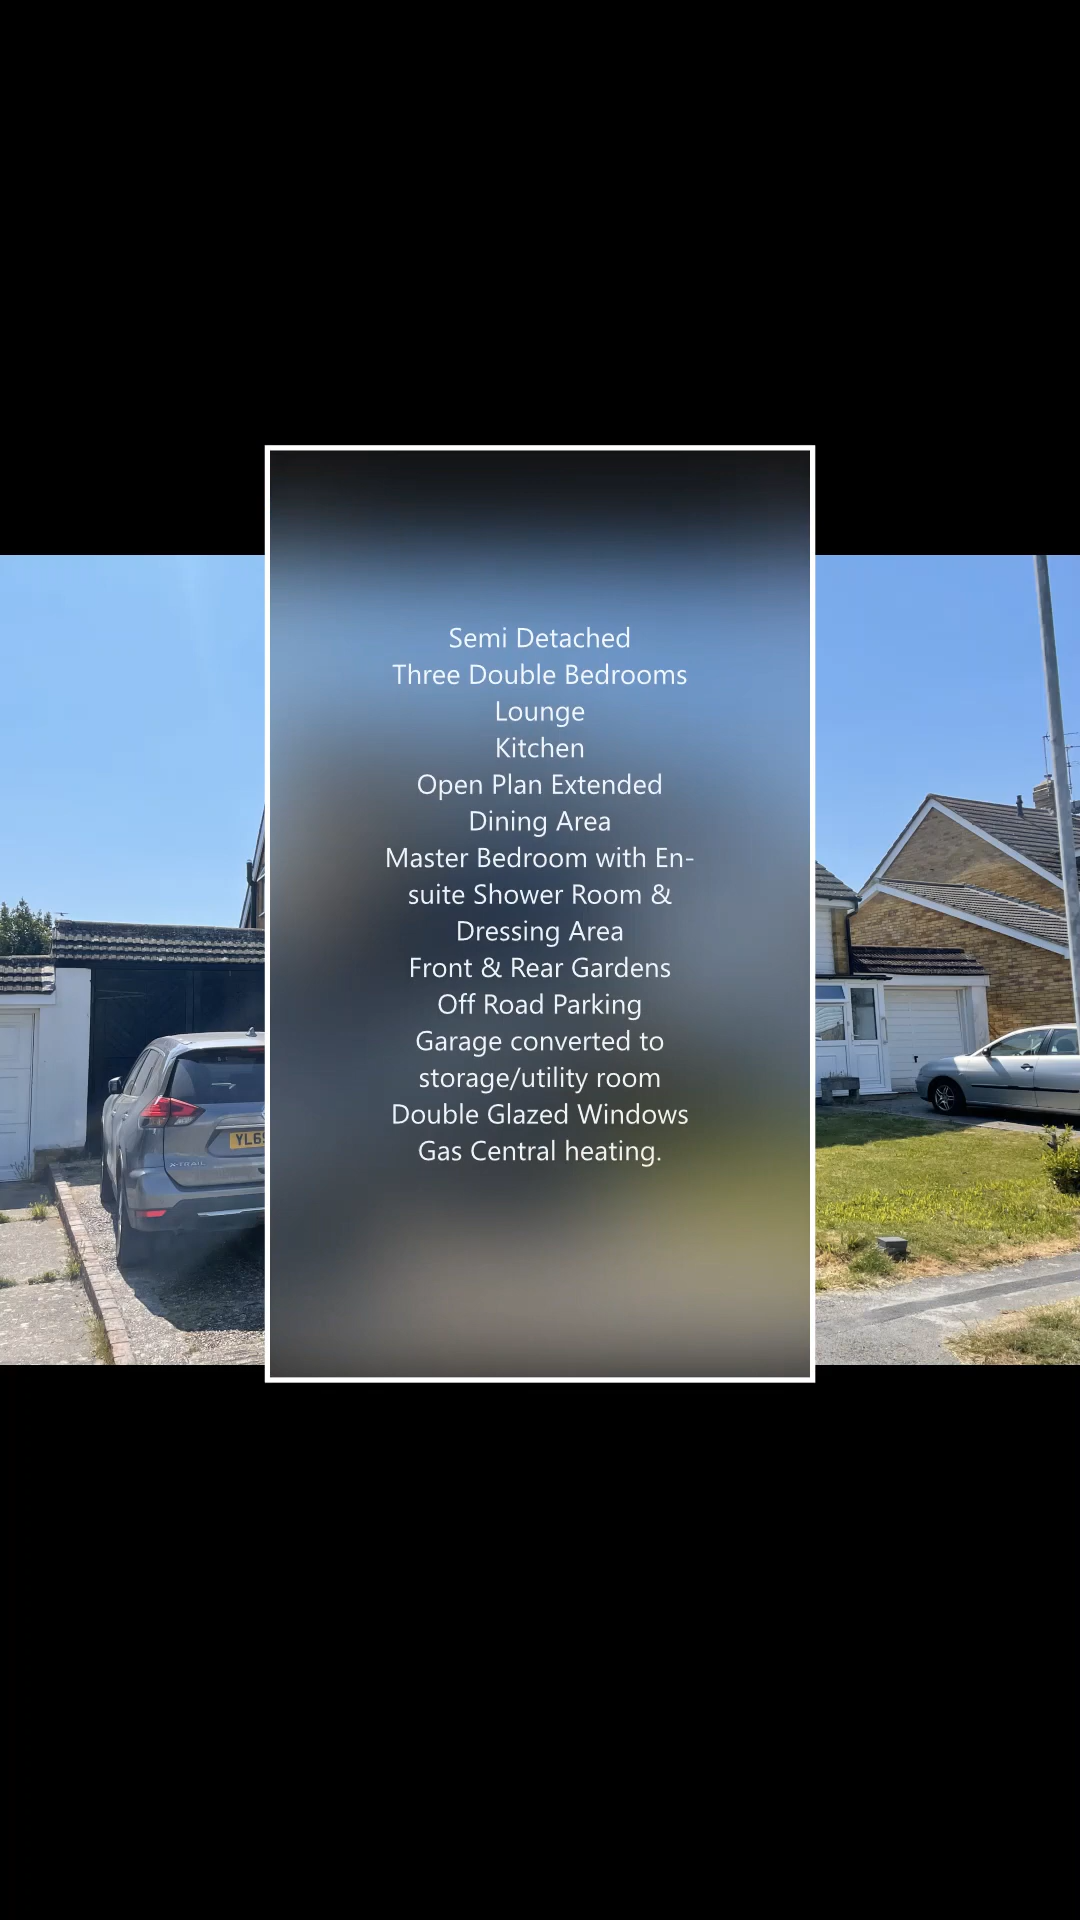 Semi Detached
Three Double Bedrooms
Lounge
Kitchen
Open Plan Extended
Dining Area
Master Bedroom with En-
suite Shower Room &
Dressing Area
Front & Rear Gardens
Off Road Parking
Garage converted to
storage/utility room
Double Glazed Windows
Gas Central heating.
X-TRAIL